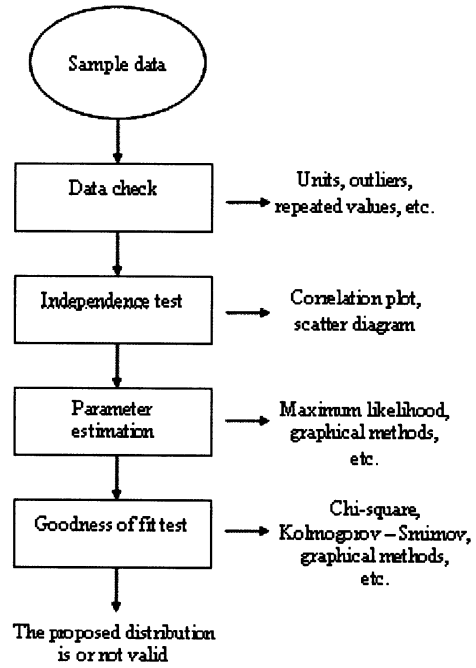 Sample data
Data check
Units, outliers,
repeated values, etc.
Independence test
Correlation plot,
scatter diagram
Parameter
estimation
Maximum likelihood,
graphical methods,
etc.
Goodness of fit test
Chi-square,
Kolmogorov – Smirnov,
graphical methods,
etc.
The proposed distribution
is or not valid